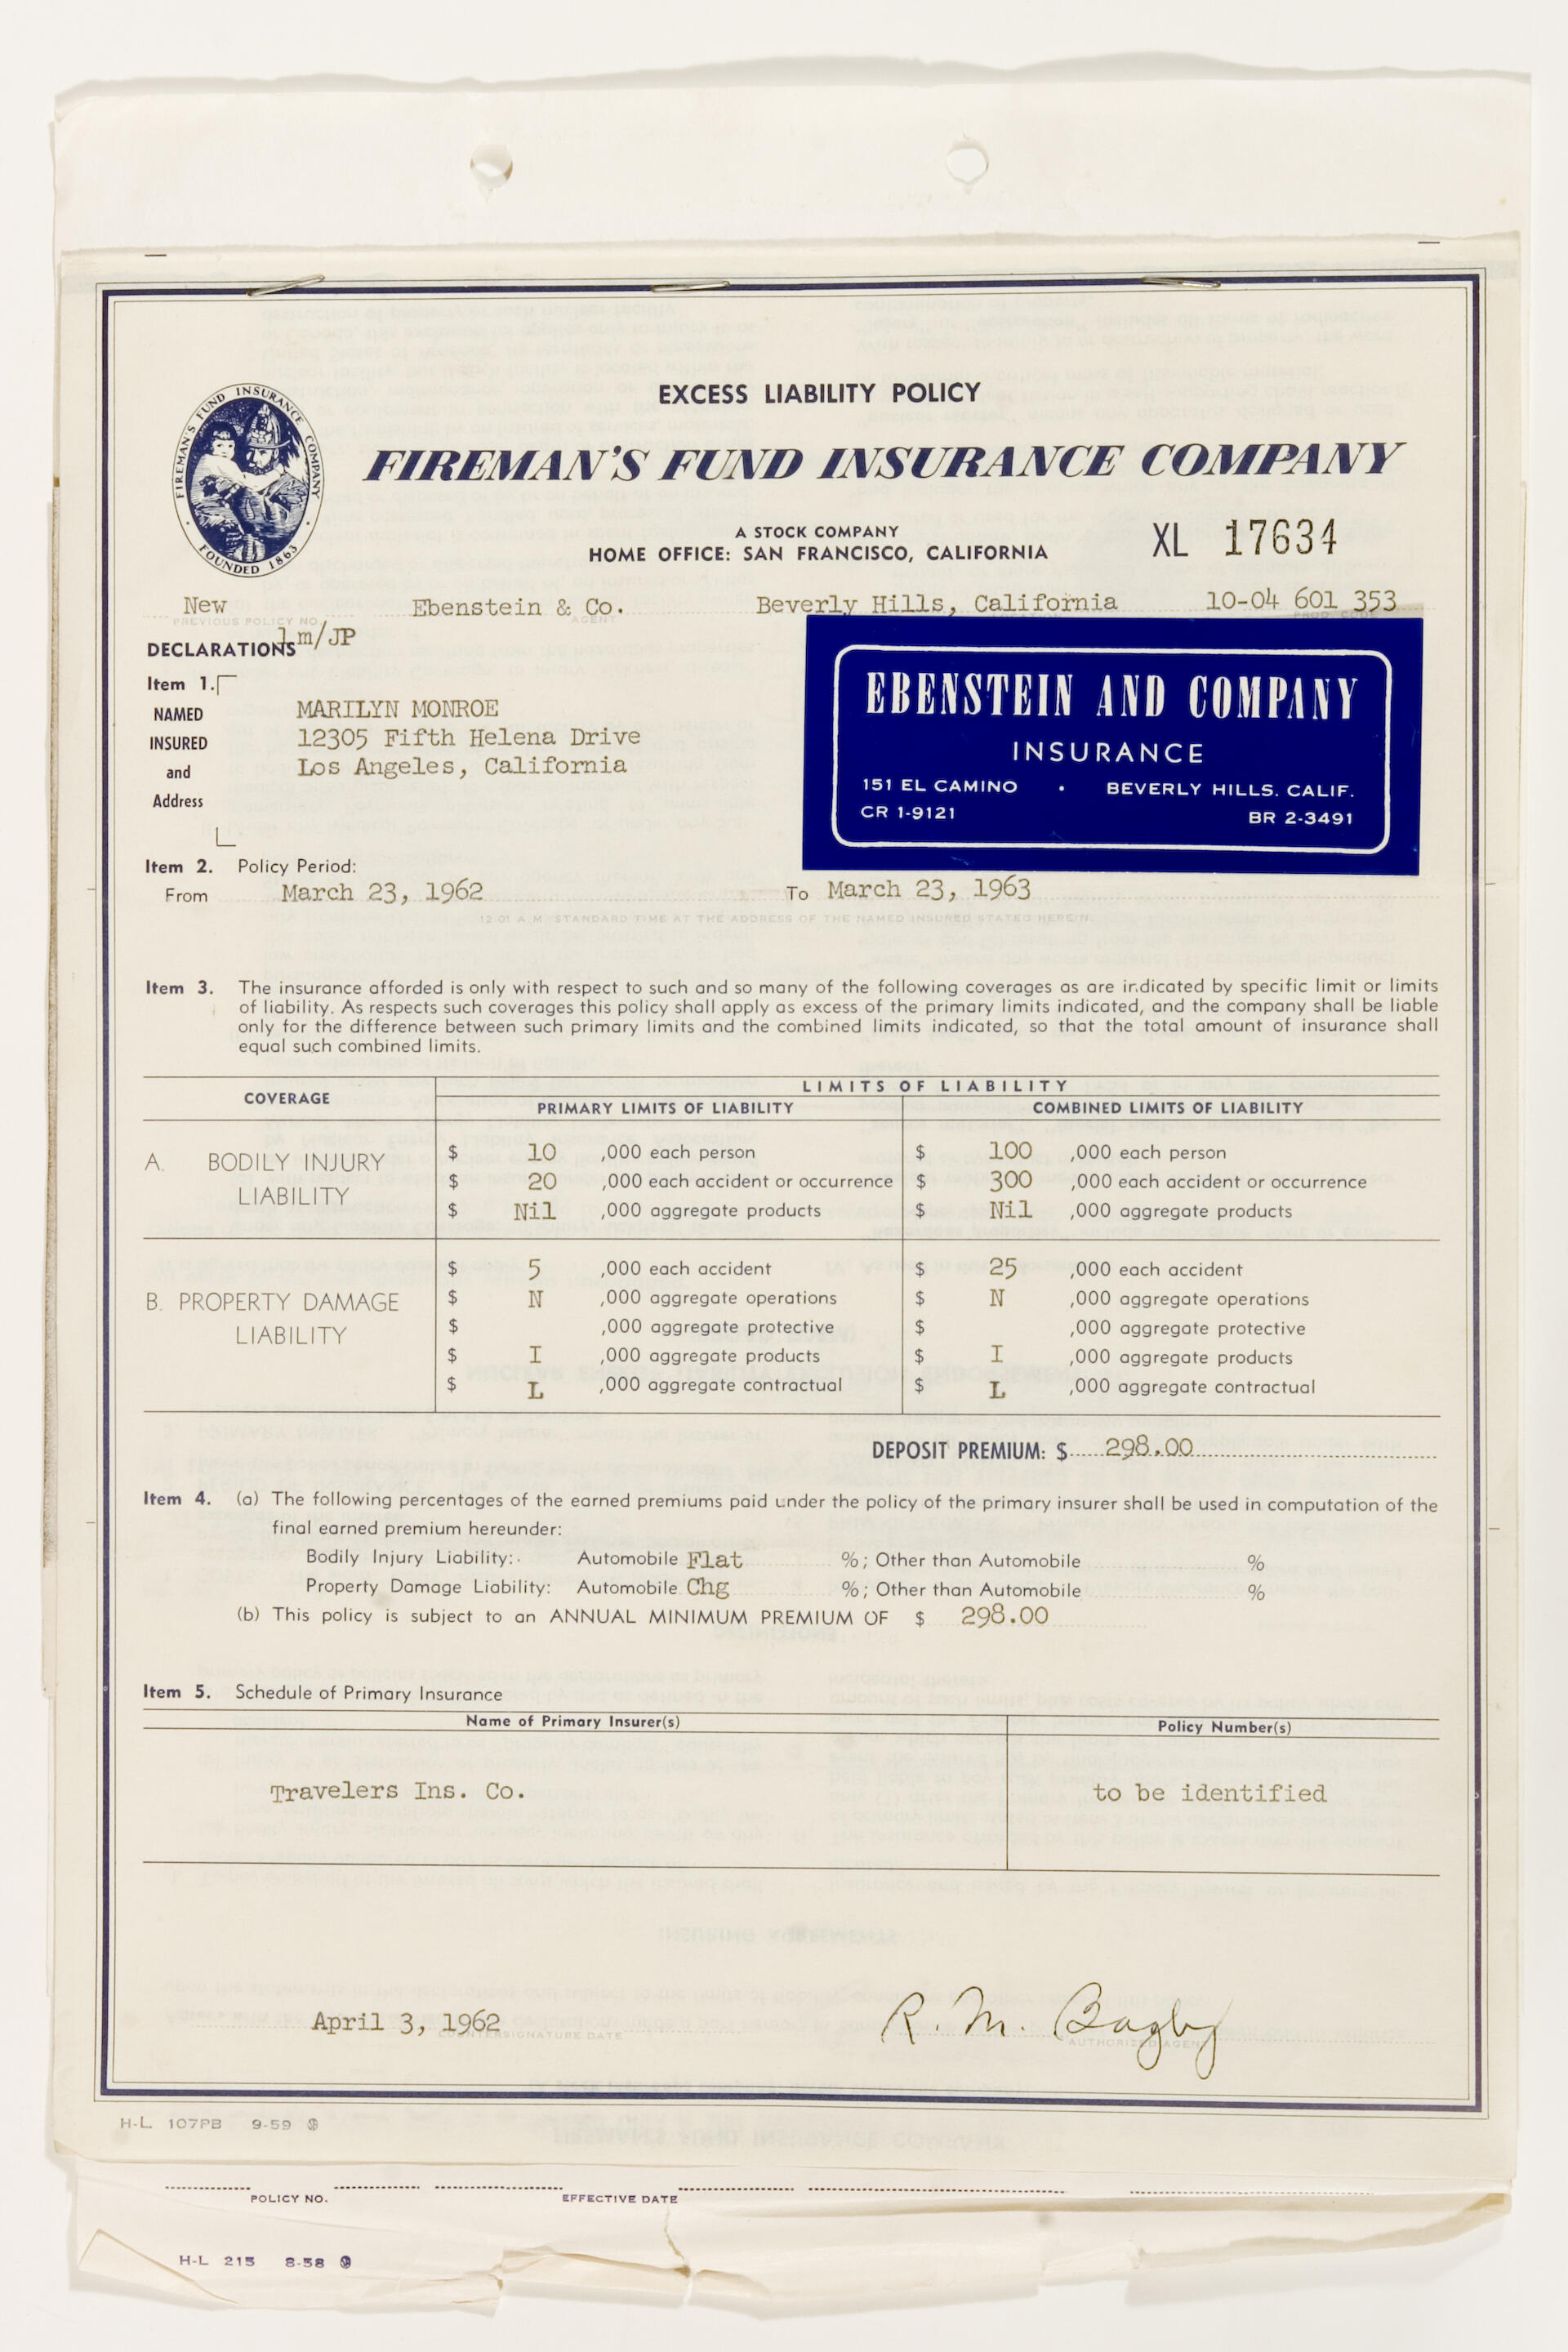 EXCESS LIABILITY POLICY
FIREMAN'S FUND INSURANCE COMPANY
FIREMAN'S FUND INSURANCE COMPANY
FOUNDED 1863
A STOCK COMPANY
HOME OFFICE: SAN FRANCISCO, CALIFORNIA
XL 17634
New Ebenstein & Co. Beverly Hills, California 10-04 601 353
PREVIOUS POLICY NO. AGENT
lm/JP
DECLARATIONS
Item 1.
NAMED
INSURED
and
Address
MARILYN MONROE
12305 Fifth Helena Drive
Los Angeles, California
EBENSTEIN AND COMPANY
INSURANCE
151 EL CAMINO • BEVERLY HILLS. CALIF.
CR 1-9121 BR 2-3491
Item 2. Policy Period:
From March 23, 1962 To March 23, 1963
12:01 A.M. STANDARD TIME AT THE ADDRESS OF THE NAMED INSURED STATED HEREIN.
Item 3. The insurance afforded is only with respect to such and so many of the following coverages as are indicated by specific limit or limits
of liability. As respects such coverages this policy shall apply as excess of the primary limits indicated, and the company shall be liable
only for the difference between such primary limits and the combined limits indicated, so that the total amount of insurance shall
equal such combined limits.
COVERAGE
LIMITS OF LIABILITY
PRIMARY LIMITS OF LIABILITY COMBINED LIMITS OF LIABILITY
A. BODILY INJURY
LIABILITY
$ 10 ,000 each person $ 100 ,000 each person
$ 20 ,000 each accident or occurrence $ 300 ,000 each accident or occurrence
$ Nil ,000 aggregate products $ Nil ,000 aggregate products
B. PROPERTY DAMAGE
LIABILITY
$ 5 ,000 each accident $ 25 ,000 each accident
$ N ,000 aggregate operations $ N ,000 aggregate operations
$ ,000 aggregate protective $ ,000 aggregate protective
$ I ,000 aggregate products $ I ,000 aggregate products
$ L ,000 aggregate contractual $ L ,000 aggregate contractual
DEPOSIT PREMIUM: $ 298.00
Item 4. (a) The following percentages of the earned premiums paid under the policy of the primary insurer shall be used in computation of the
final earned premium hereunder:
Bodily Injury Liability: Automobile Flat %; Other than Automobile %
Property Damage Liability: Automobile Chg %; Other than Automobile %
(b) This policy is subject to an ANNUAL MINIMUM PREMIUM OF $ 298.00
Item 5. Schedule of Primary Insurance
Name of Primary Insurer(s) Policy Number(s)
Travelers Ins. Co. to be identified
April 3, 1962 R. M. Bagby
COUNTERSIGNATURE DATE AUTHORIZED AGENT
H-L 107PB 9-59
POLICY NO. EFFECTIVE DATE
H-L 215 8-58